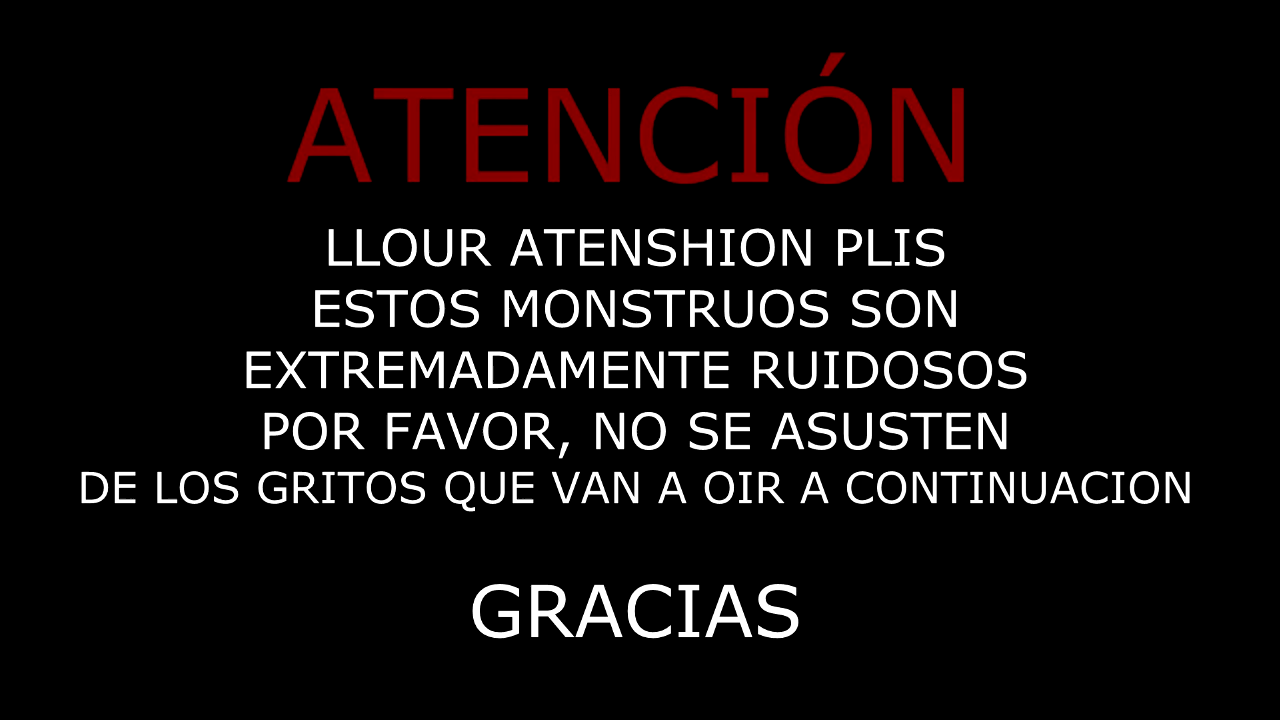 ATENCIÓN
LLOUR ATENSHION PLIS
ESTOS MONSTRUOS SON
EXTREMADAMENTE RUIDOSOS
POR FAVOR, NO SE ASUSTEN
DE LOS GRITOS QUE VAN A OIR A CONTINUACION
GRACIAS